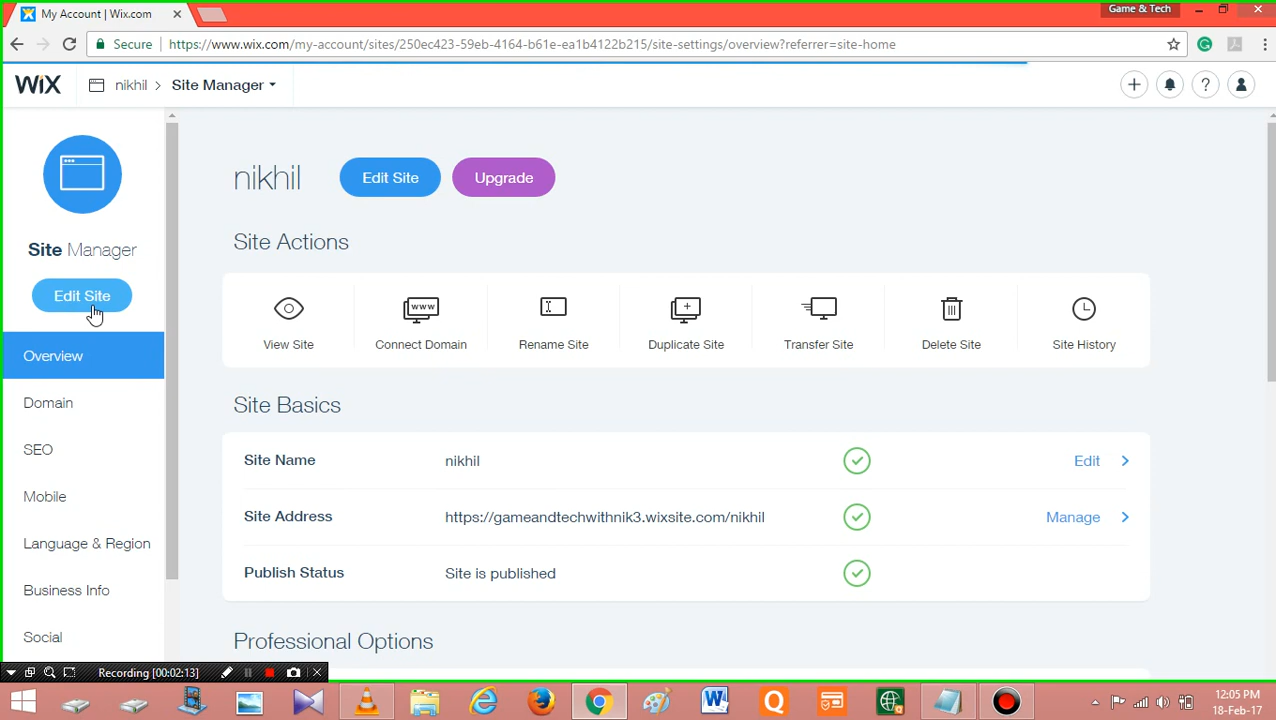 My Account | Wix.com
Game & Tech
Secure
https://www.wix.com/my-account/sites/250ec423-59eb-4164-b61e-ea1b4122b215/site-settings/overview?referrer=site-home
WiX
nikhil > Site Manager
Site Manager
Edit Site
Overview
Domain
SEO
Mobile
Language & Region
Business Info
Social
nikhil
Edit Site
Upgrade
Site Actions
View Site
Connect Domain
Rename Site
Duplicate Site
Transfer Site
Delete Site
Site History
Site Basics
Site Name nikhil Edit >
Site Address https://gameandtechwithnik3.wixsite.com/nikhil Manage >
Publish Status Site is published
Professional Options
Recording [00:02:13]
12:05 PM
18-Feb-17